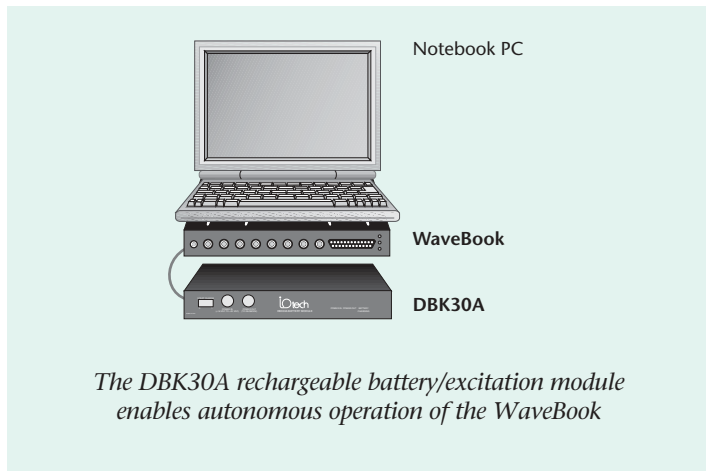 Notebook PC
WaveBook
DBK30A
iOtech
The DBK30A rechargeable battery/excitation module
enables autonomous operation of the WaveBook